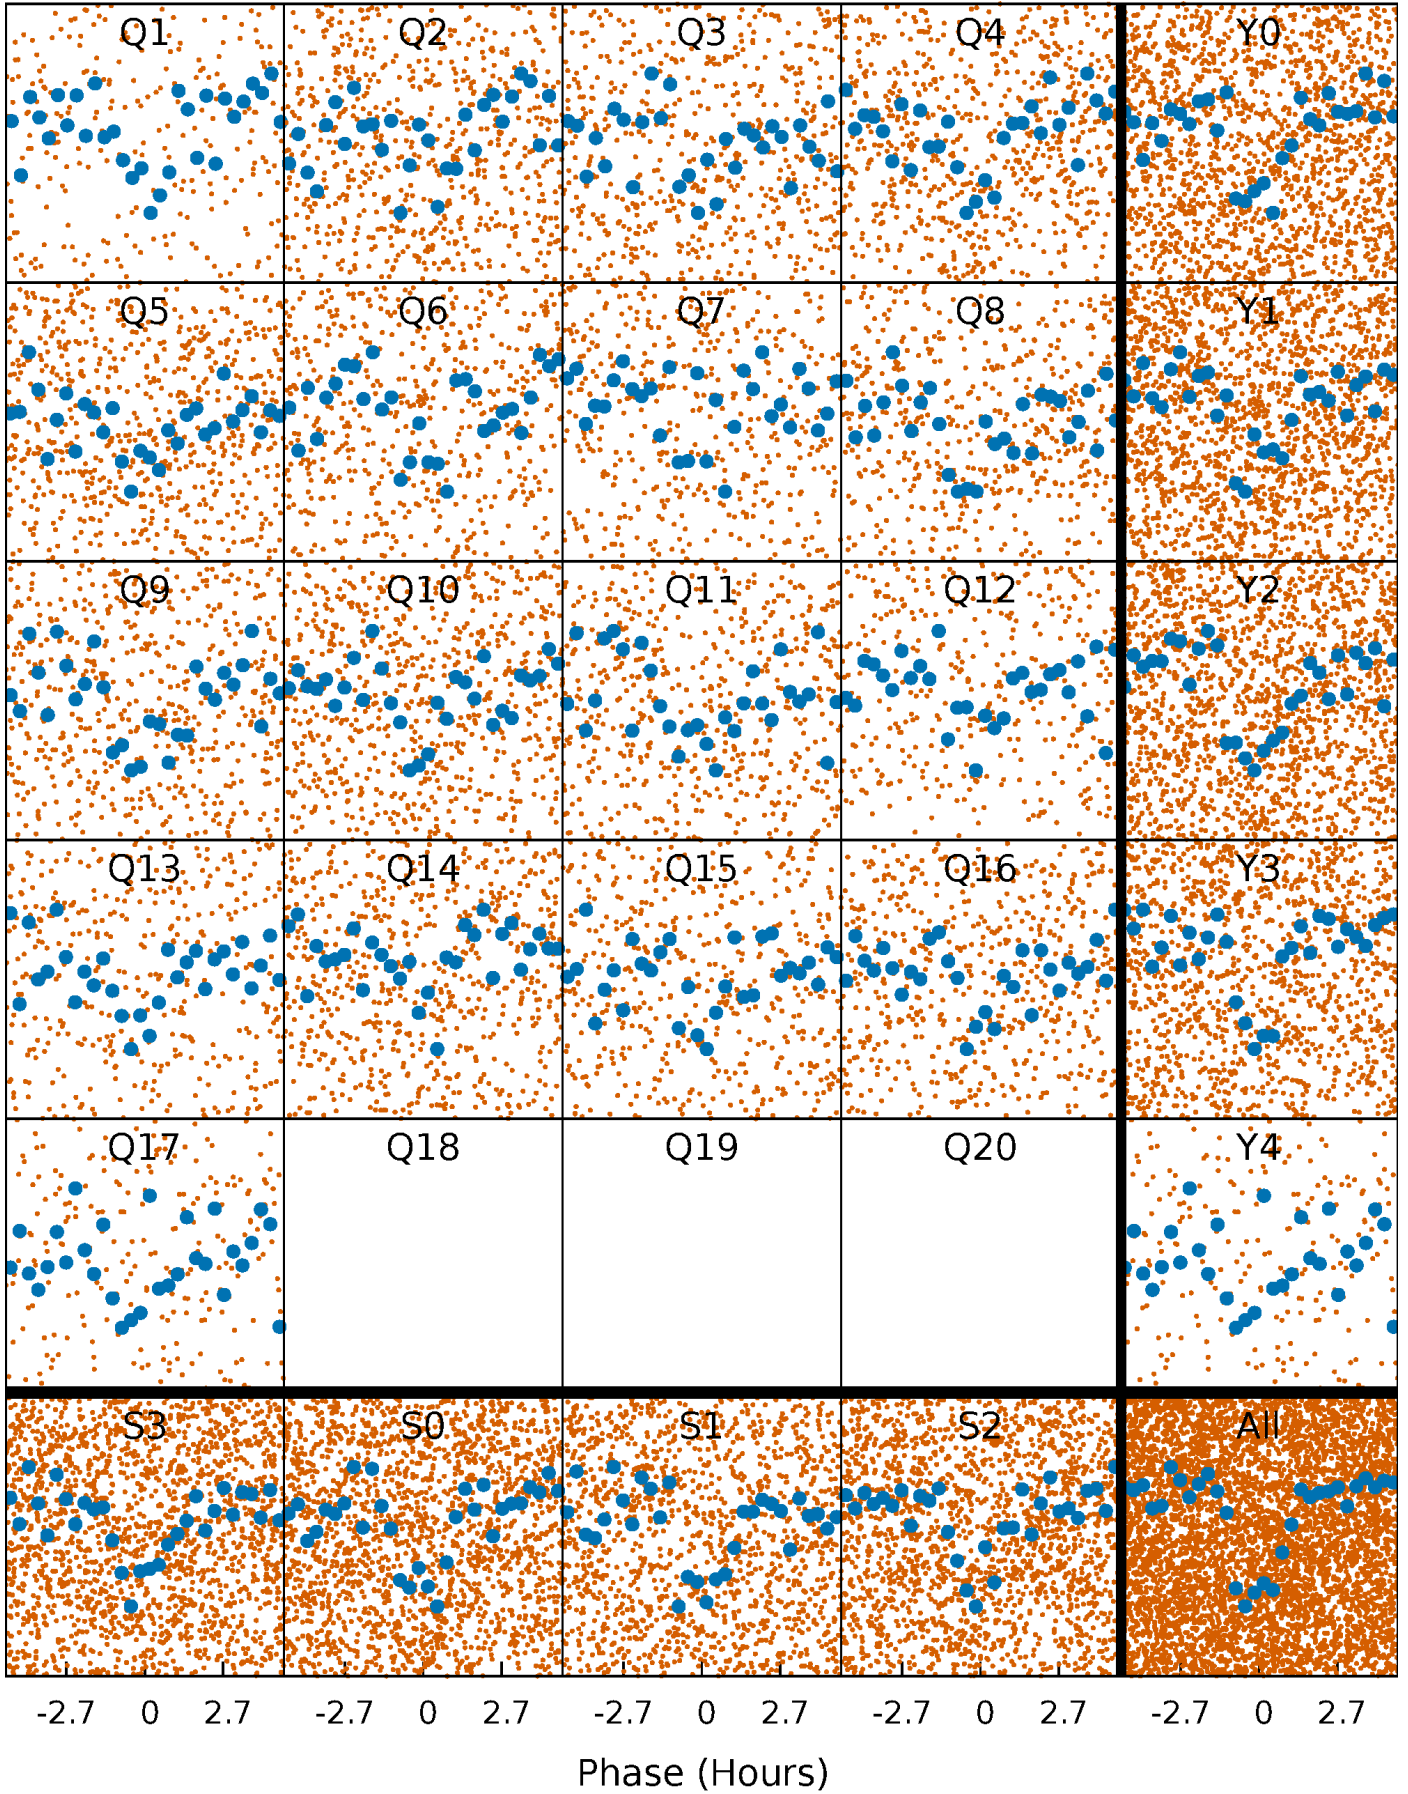 Q1 Q2 Q3 Q4 Y0
Q5 Q6 Q7 Q8 Y1
Q9 Q10 Q11 Q12 Y2
Q13 Q14 Q15 Q16 Y3
Q17 Q18 Q19 Q20 Y4
S3 S0 S1 S2 All
-2.7 0 2.7 -2.7 0 2.7 -2.7 0 2.7 -2.7 0 2.7 -2.7 0 2.7
Phase (Hours)